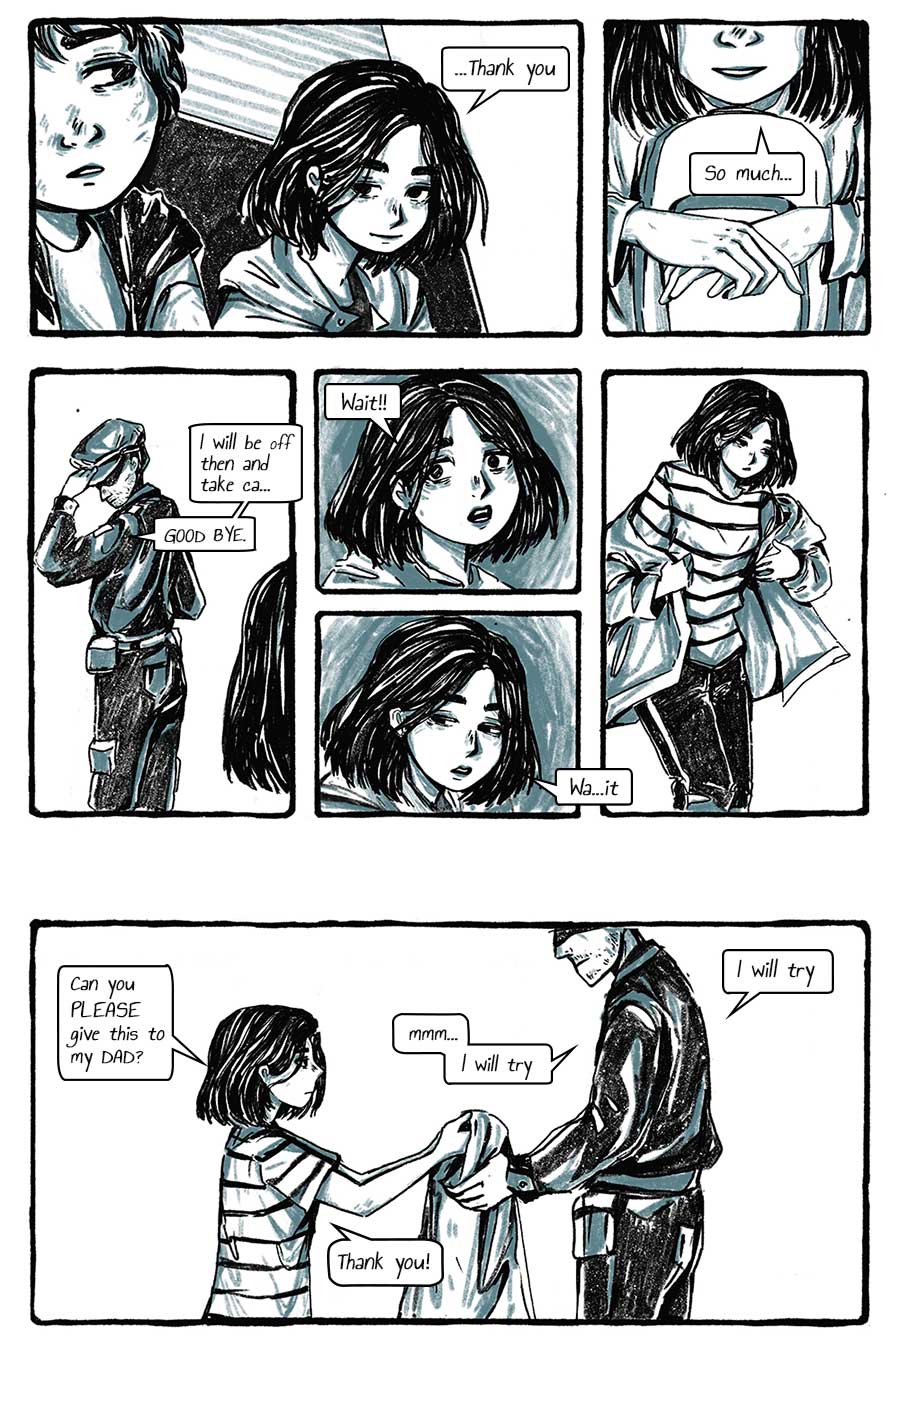 ...Thank you
So much...
I will be off
then and
take ca...
GOOD BYE.
Wait!!
Wa...it
Can you
PLEASE
give this to
my DAD?
mmm...
I will try
I will try
Thank you!